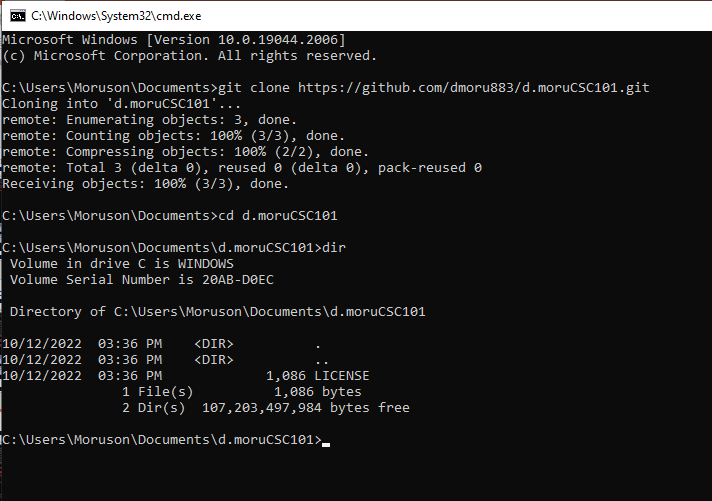 C:\Windows\System32\cmd.exe
Microsoft Windows [Version 10.0.19044.2006]
(c) Microsoft Corporation. All rights reserved.
C:\Users\Moruson\Documents>git clone https://github.com/dmoru883/d.moruCSC101.git
Cloning into 'd.moruCSC101'...
remote: Enumerating objects: 3, done.
remote: Counting objects: 100% (3/3), done.
remote: Compressing objects: 100% (2/2), done.
remote: Total 3 (delta 0), reused 0 (delta 0), pack-reused 0
Receiving objects: 100% (3/3), done.
C:\Users\Moruson\Documents>cd d.moruCSC101
C:\Users\Moruson\Documents\d.moruCSC101>dir
 Volume in drive C is WINDOWS
 Volume Serial Number is 20AB-D0EC
 Directory of C:\Users\Moruson\Documents\d.moruCSC101
10/12/2022  03:36 PM    <DIR>          .
10/12/2022  03:36 PM    <DIR>          ..
10/12/2022  03:36 PM             1,086 LICENSE
               1 File(s)          1,086 bytes
               2 Dir(s)  107,203,497,984 bytes free
C:\Users\Moruson\Documents\d.moruCSC101>